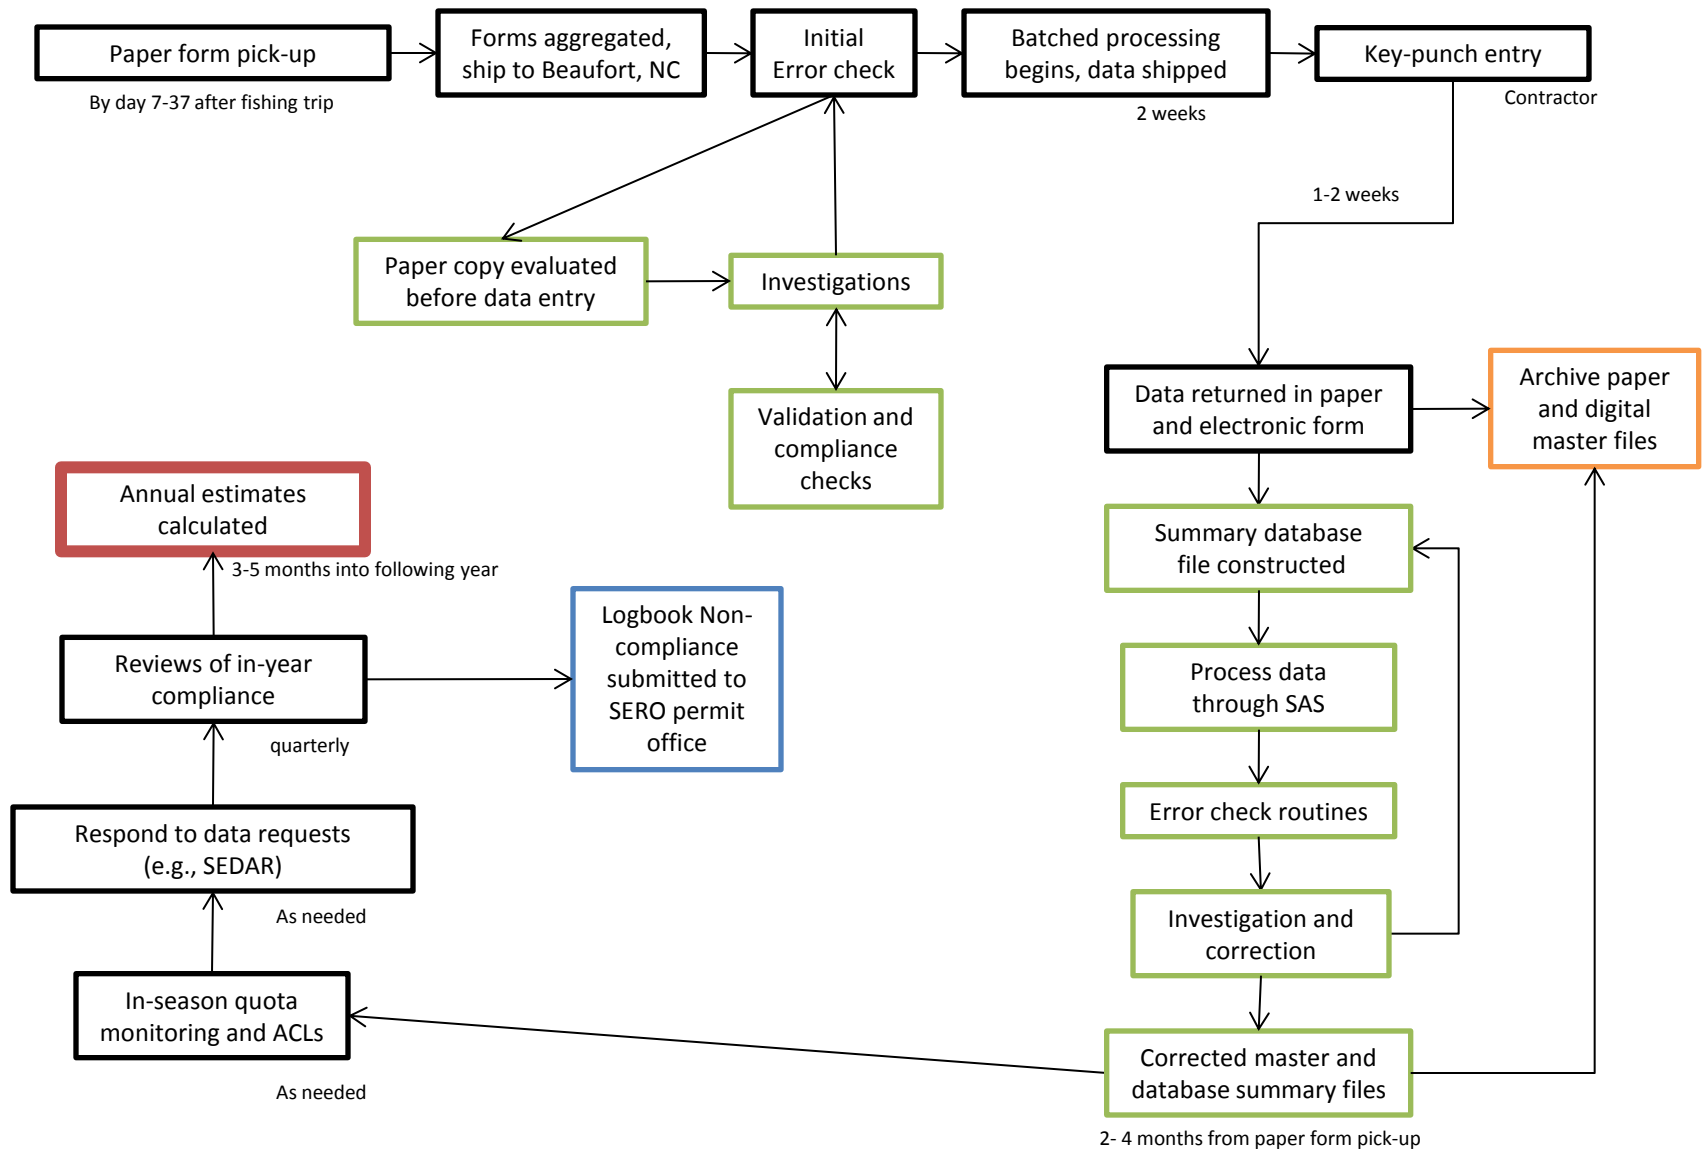 Paper form pick-up
By day 7-37 after fishing trip
Forms aggregated,
ship to Beaufort, NC
Initial
Error check
Batched processing
begins, data shipped
2 weeks
Key-punch entry
Contractor
1-2 weeks
Paper copy evaluated
before data entry
Investigations
Validation and
compliance
checks
Data returned in paper
and electronic form
Archive paper
and digital
master files
Summary database
file constructed
Process data
through SAS
Error check routines
Investigation and
correction
Corrected master and
database summary files
2- 4 months from paper form pick-up
Annual estimates
calculated
3-5 months into following year
Reviews of in-year
compliance
quarterly
Logbook Non-
compliance
submitted to
SERO permit
office
Respond to data requests
(e.g., SEDAR)
As needed
In-season quota
monitoring and ACLs
As needed